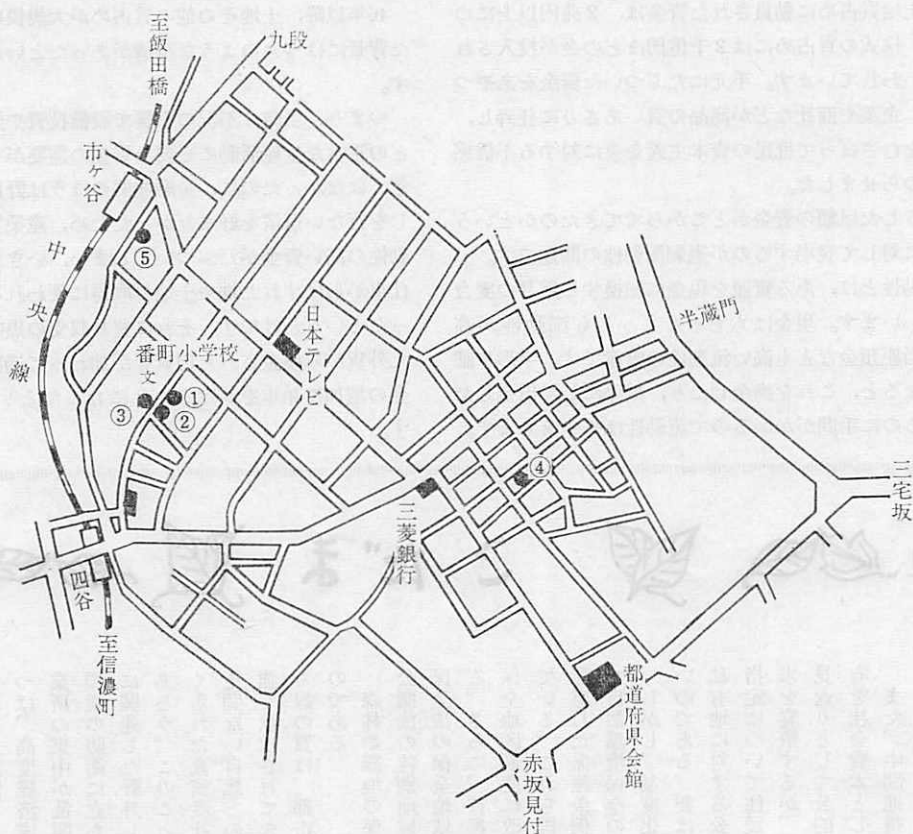 至飯田橋
九段
市ヶ谷
中央線
⑤
日本テレビ
番町小学校
文
①
②
③
半蔵門
④
三宅坂
三菱銀行
四谷
至信濃町
都道府県会館
赤坂見付